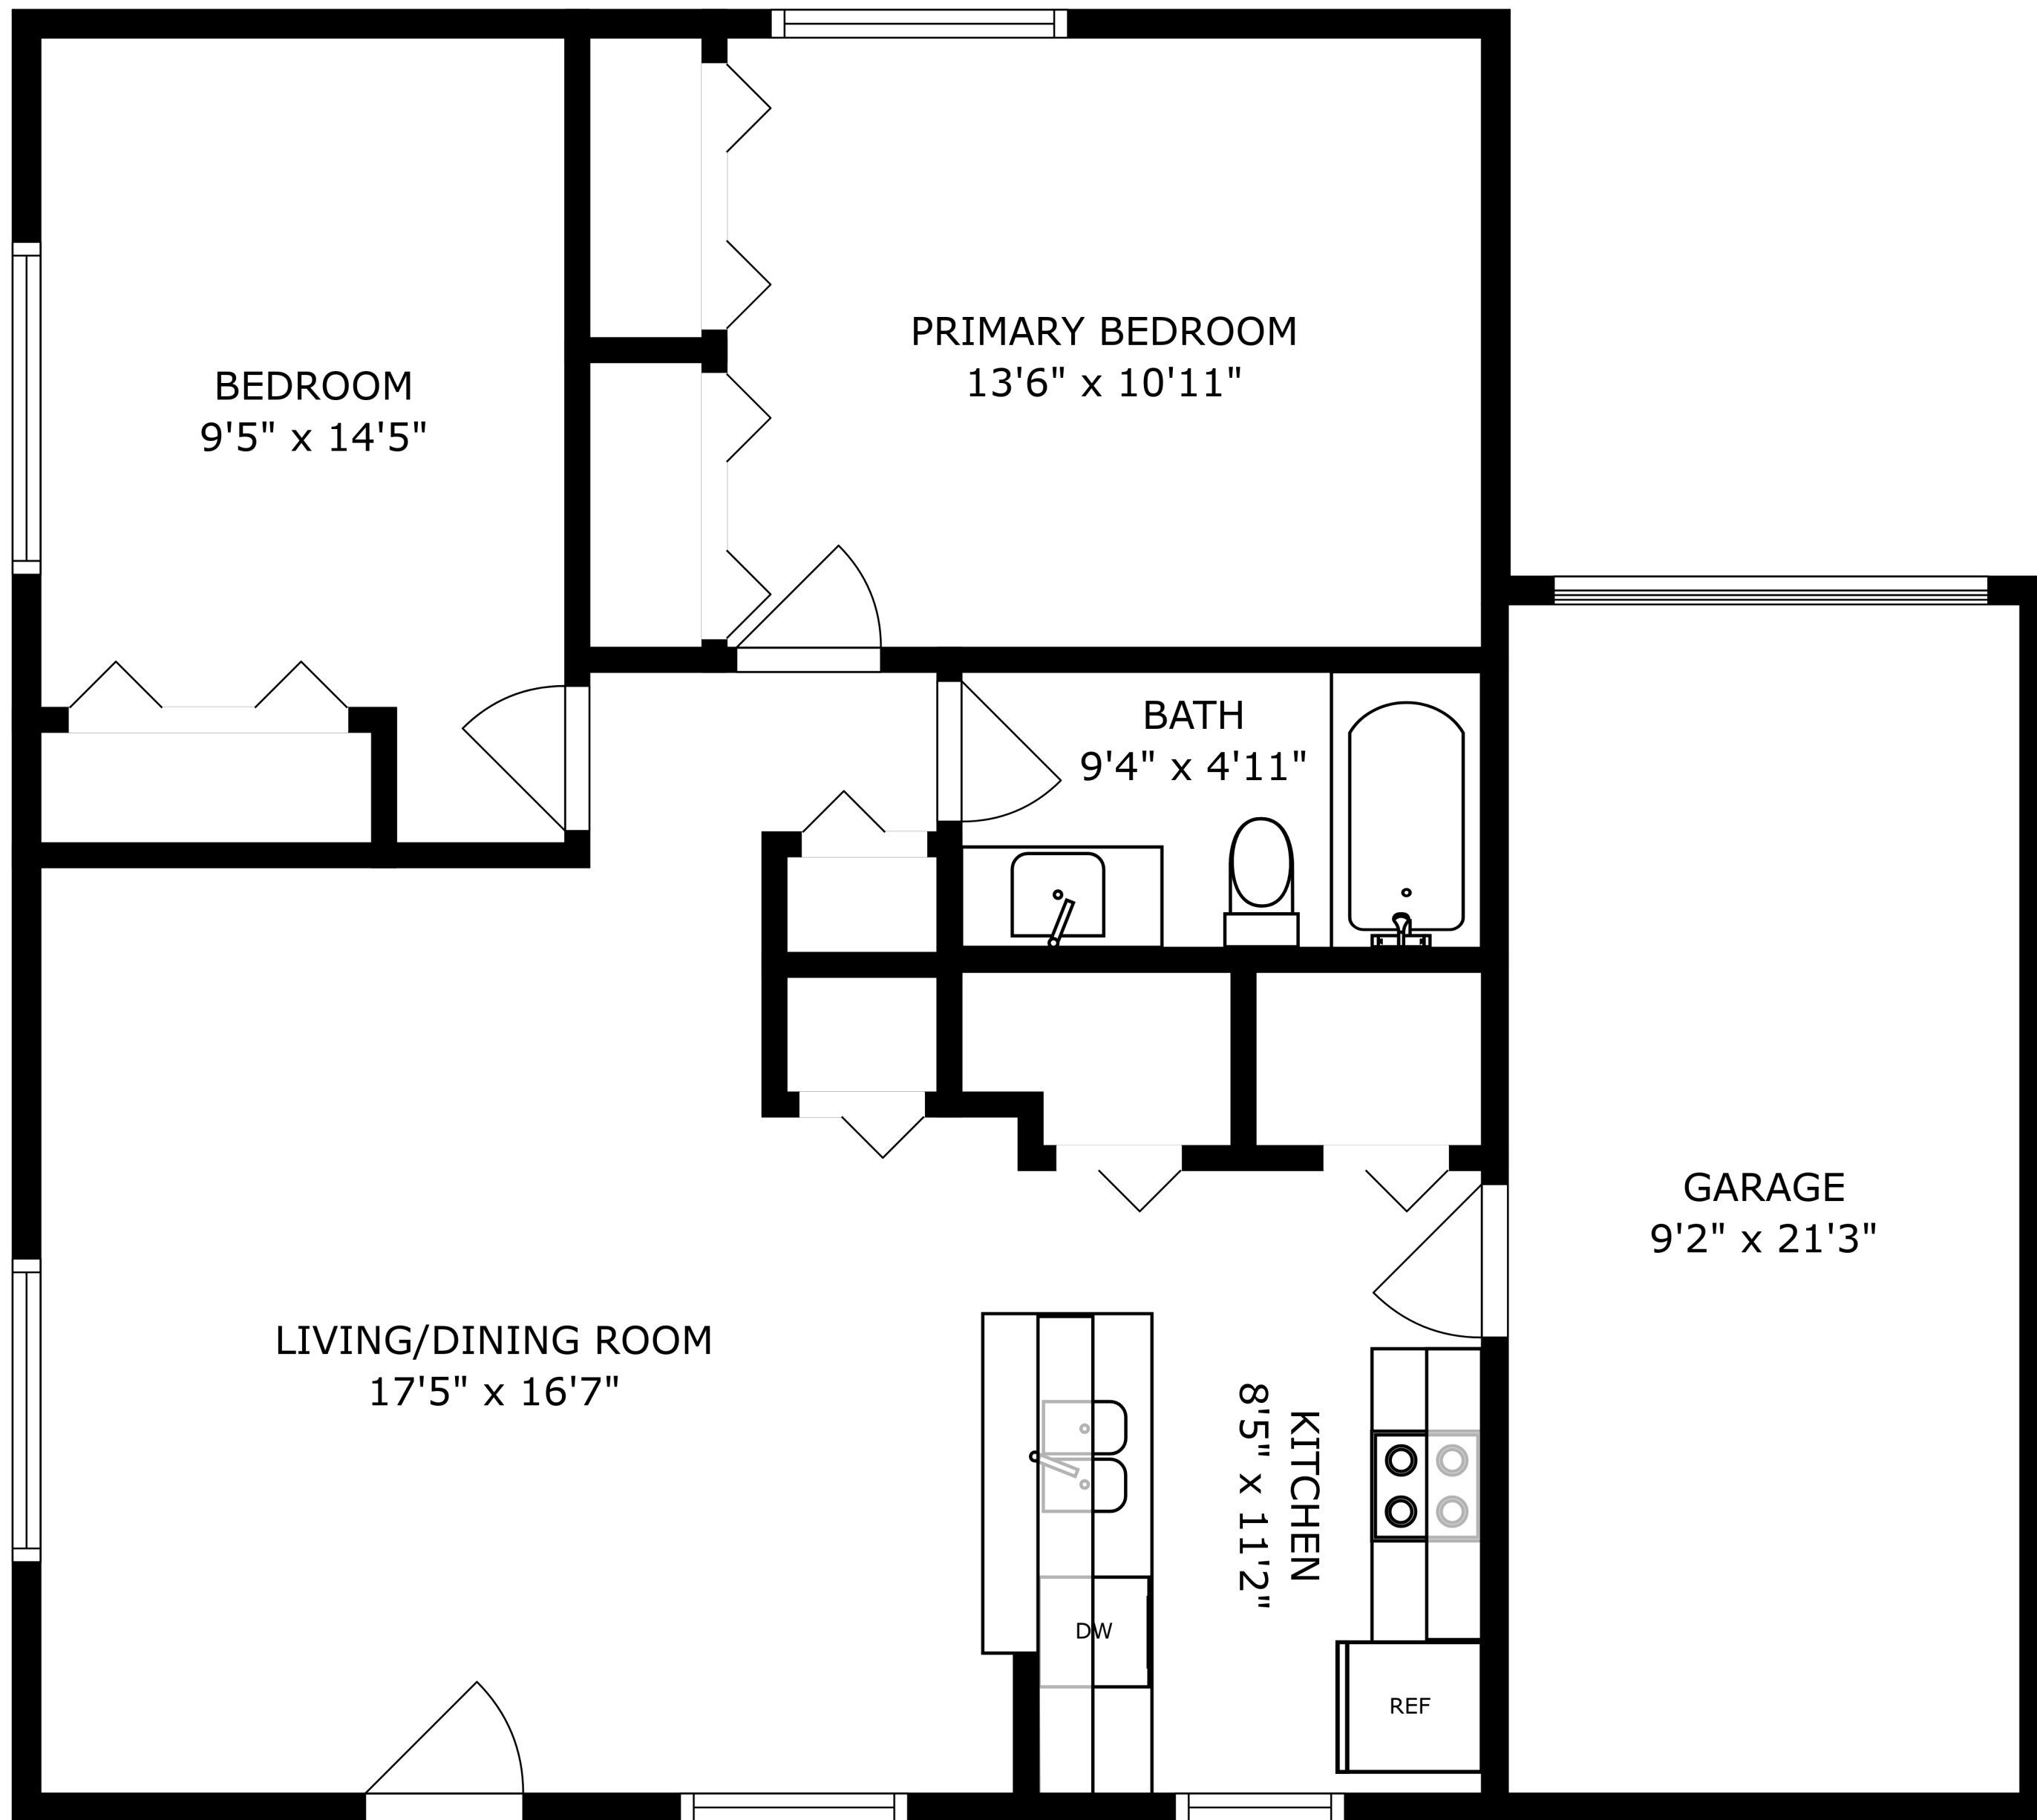 PRIMARY BEDROOM
13'6" x 10'11"
BEDROOM
9'5" x 14'5"
BATH
9'4" x 4'11"
GARAGE
9'2" x 21'3"
LIVING/DINING ROOM
17'5" x 16'7"
KITCHEN
8'5" x 11'2"
DW
REF